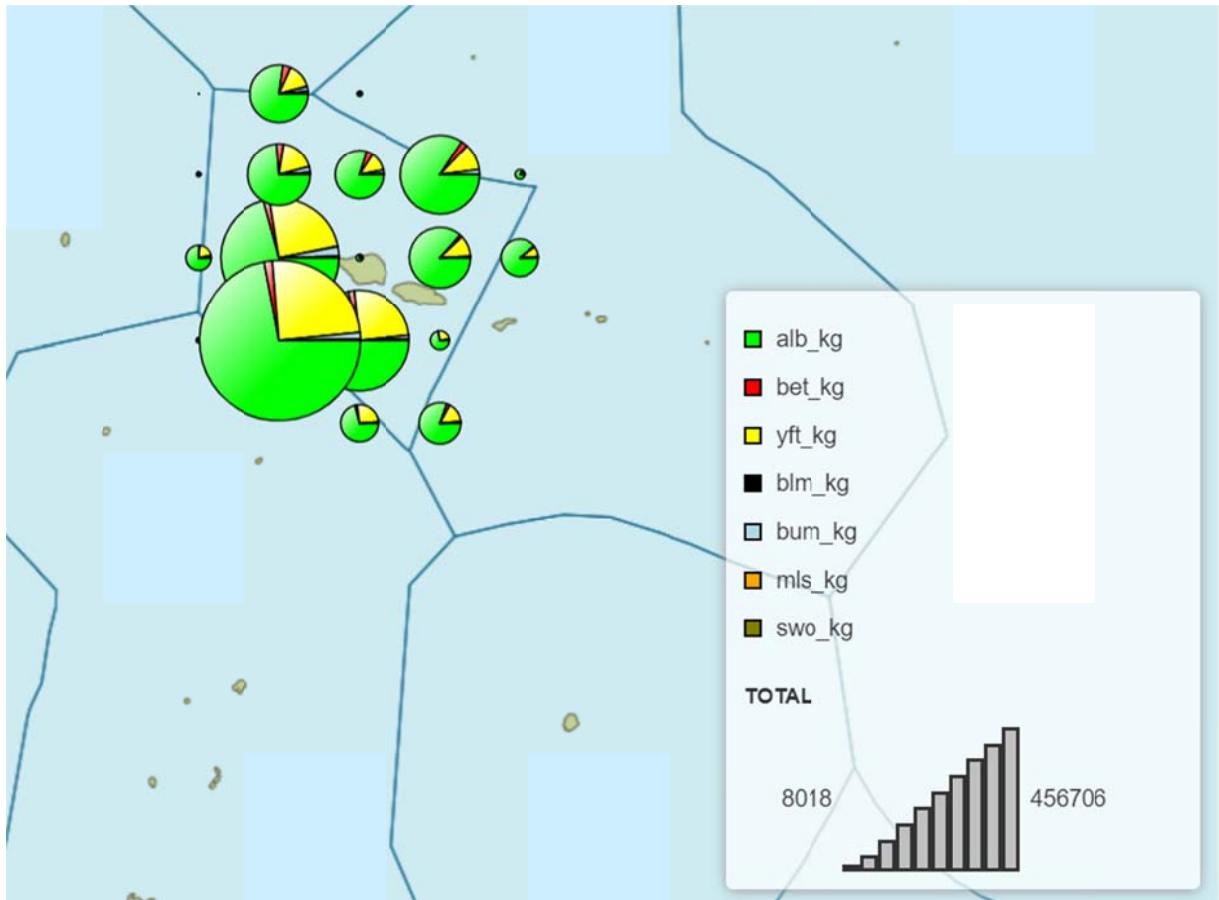 alb_kg
bet_kg
yft_kg
blm_kg
bum_kg
mls_kg
swo_kg
TOTAL
8018
456706